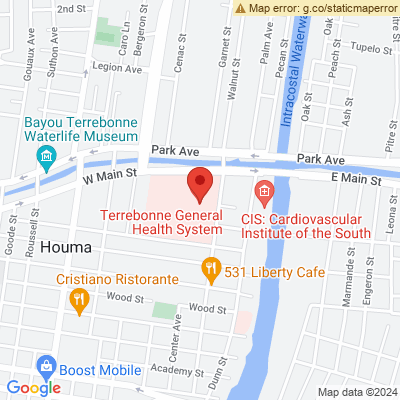 Map error: g.co/staticmaperror
2nd St
Gouaux Ave
Suthon Ave
Caro Ln
Bergeron St
Legion Ave
Cenac St
Garnet St
Walnut St
Palm Ave
Pecan St
Intracoastal Waterway
Oak St
Peach St
Tupelo St
Ash St
Pitre St
Bayou Terrebonne
Waterlife Museum
Park Ave
Park Ave
W Main St
E Main St
Terrebonne General
Health System
CIS: Cardiovascular
Institute of the South
Goode St
Roussell St
Houma
Leona St
Marmande St
Engeron St
531 Liberty Cafe
Cristiano Ristorante
Wood St
Wood St
Center Ave
Boost Mobile
Academy St
Dunn St
Google
Map data ©2024